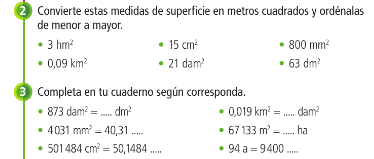 2 Convierte estas medidas de superficie en metros cuadrados y ordénalas
de menor a mayor.
• 3 hm² • 15 cm² • 800 mm²
• 0,09 km² • 21 dam² • 63 dm²
3 Completa en tu cuaderno según corresponda.
• 873 dam² = ..... dm² • 0,019 km² = ..... dam²
• 4 031 mm² = 40,31 ..... • 67 133 m² = ..... ha
• 501 484 cm² = 50,1484 ..... • 94 a = 9 400 .....